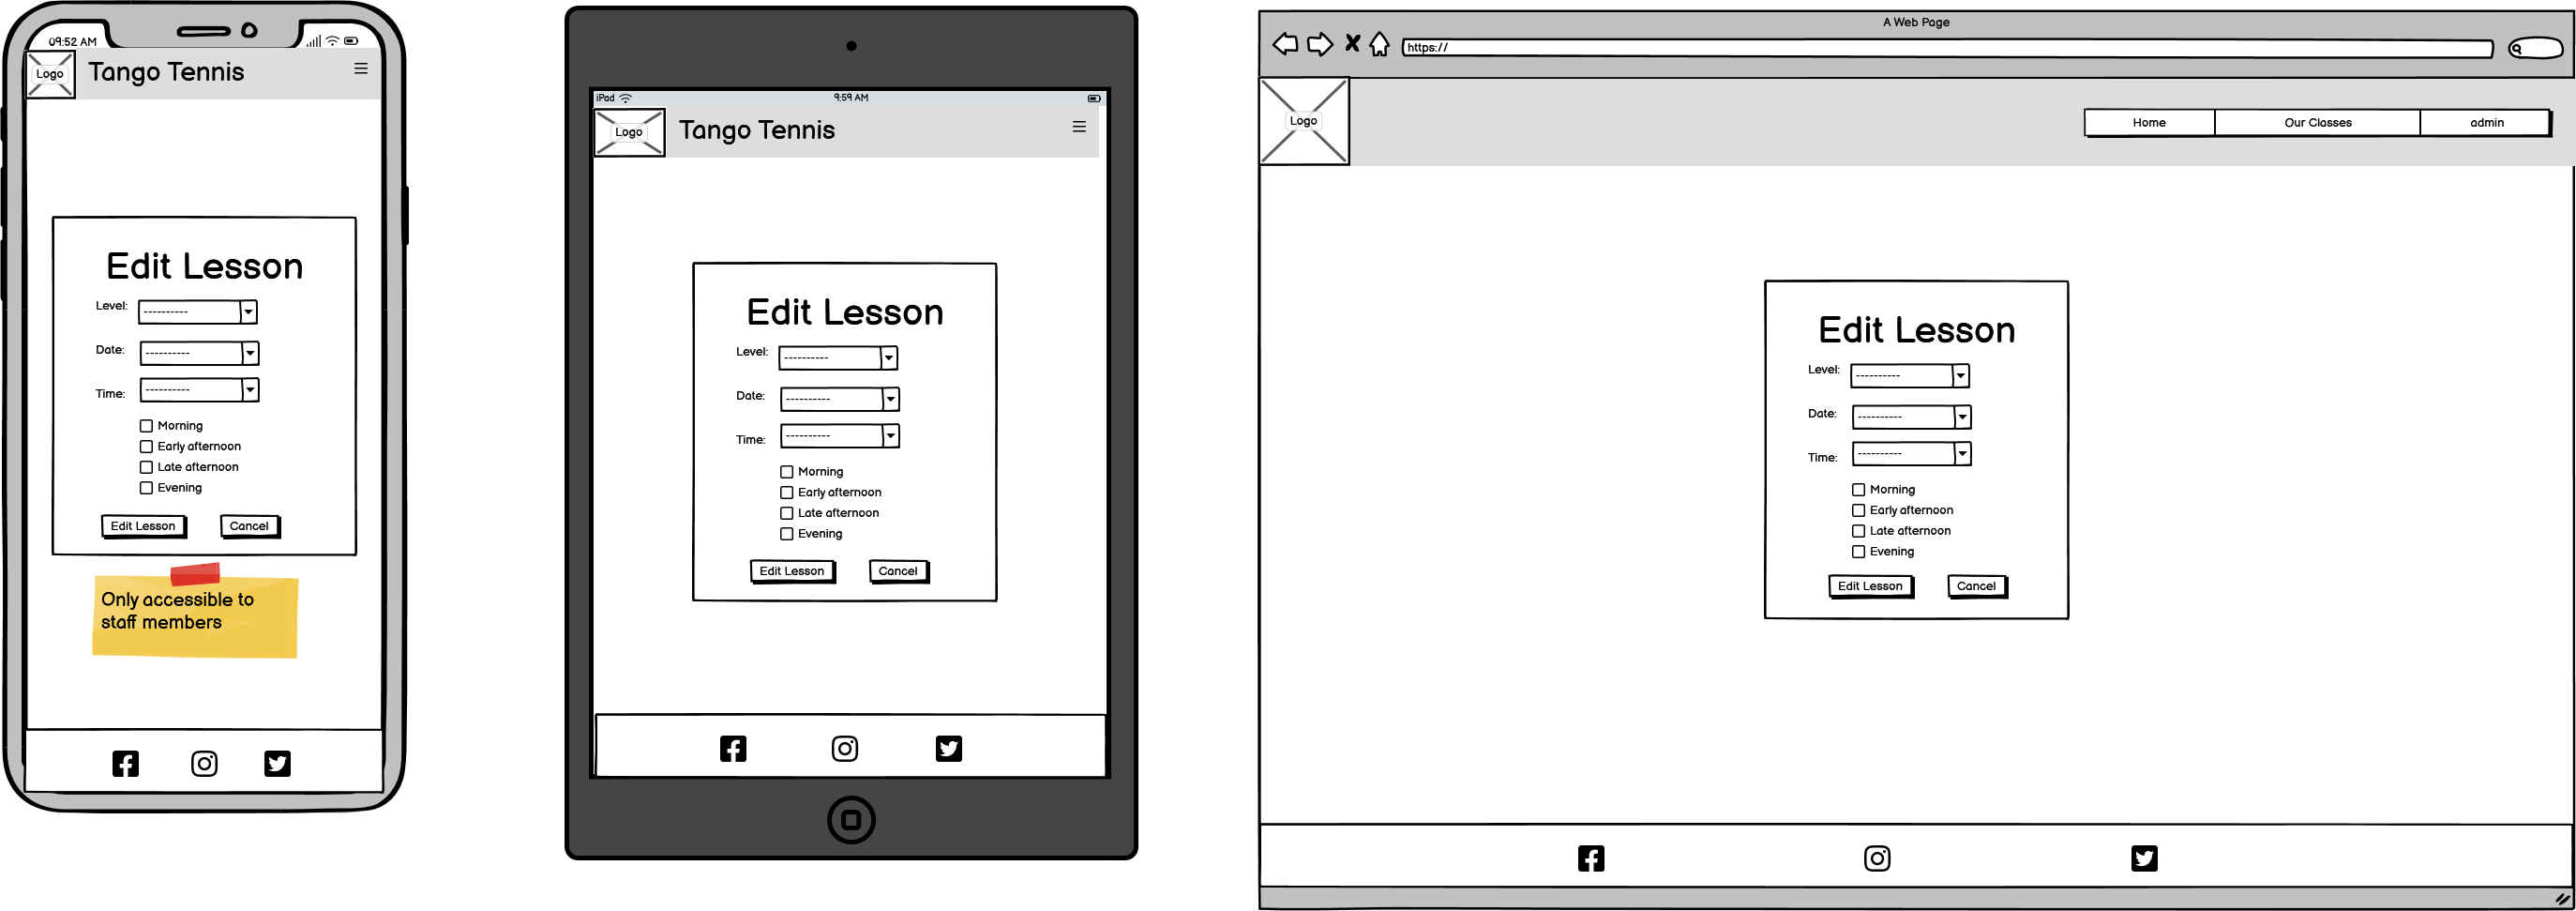 09:52 AM
Logo
Tango Tennis
Edit Lesson
Level:
----------
Date:
----------
Time:
----------
Morning
Early afternoon
Late afternoon
Evening
Edit Lesson
Cancel
Only accessible to
staff members
iPad
9:59 AM
Logo
Tango Tennis
Edit Lesson
Level:
----------
Date:
----------
Time:
----------
Morning
Early afternoon
Late afternoon
Evening
Edit Lesson
Cancel
A Web Page
https://
Logo
Home
Our Classes
admin
Edit Lesson
Level:
----------
Date:
----------
Time:
----------
Morning
Early afternoon
Late afternoon
Evening
Edit Lesson
Cancel